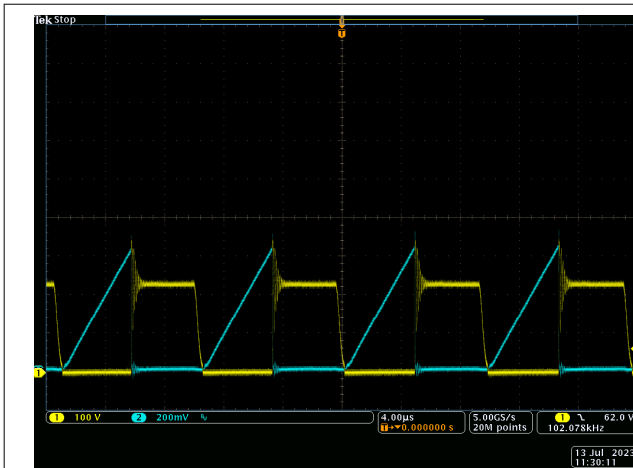 Tek Stop
T
1
1 100 V 2 200mV
4.00µs
T→▼0.000000 s
5.00GS/s
20M points
1 \ 62.0 V
102.078kHz
13 Jul 2023
11:30:11